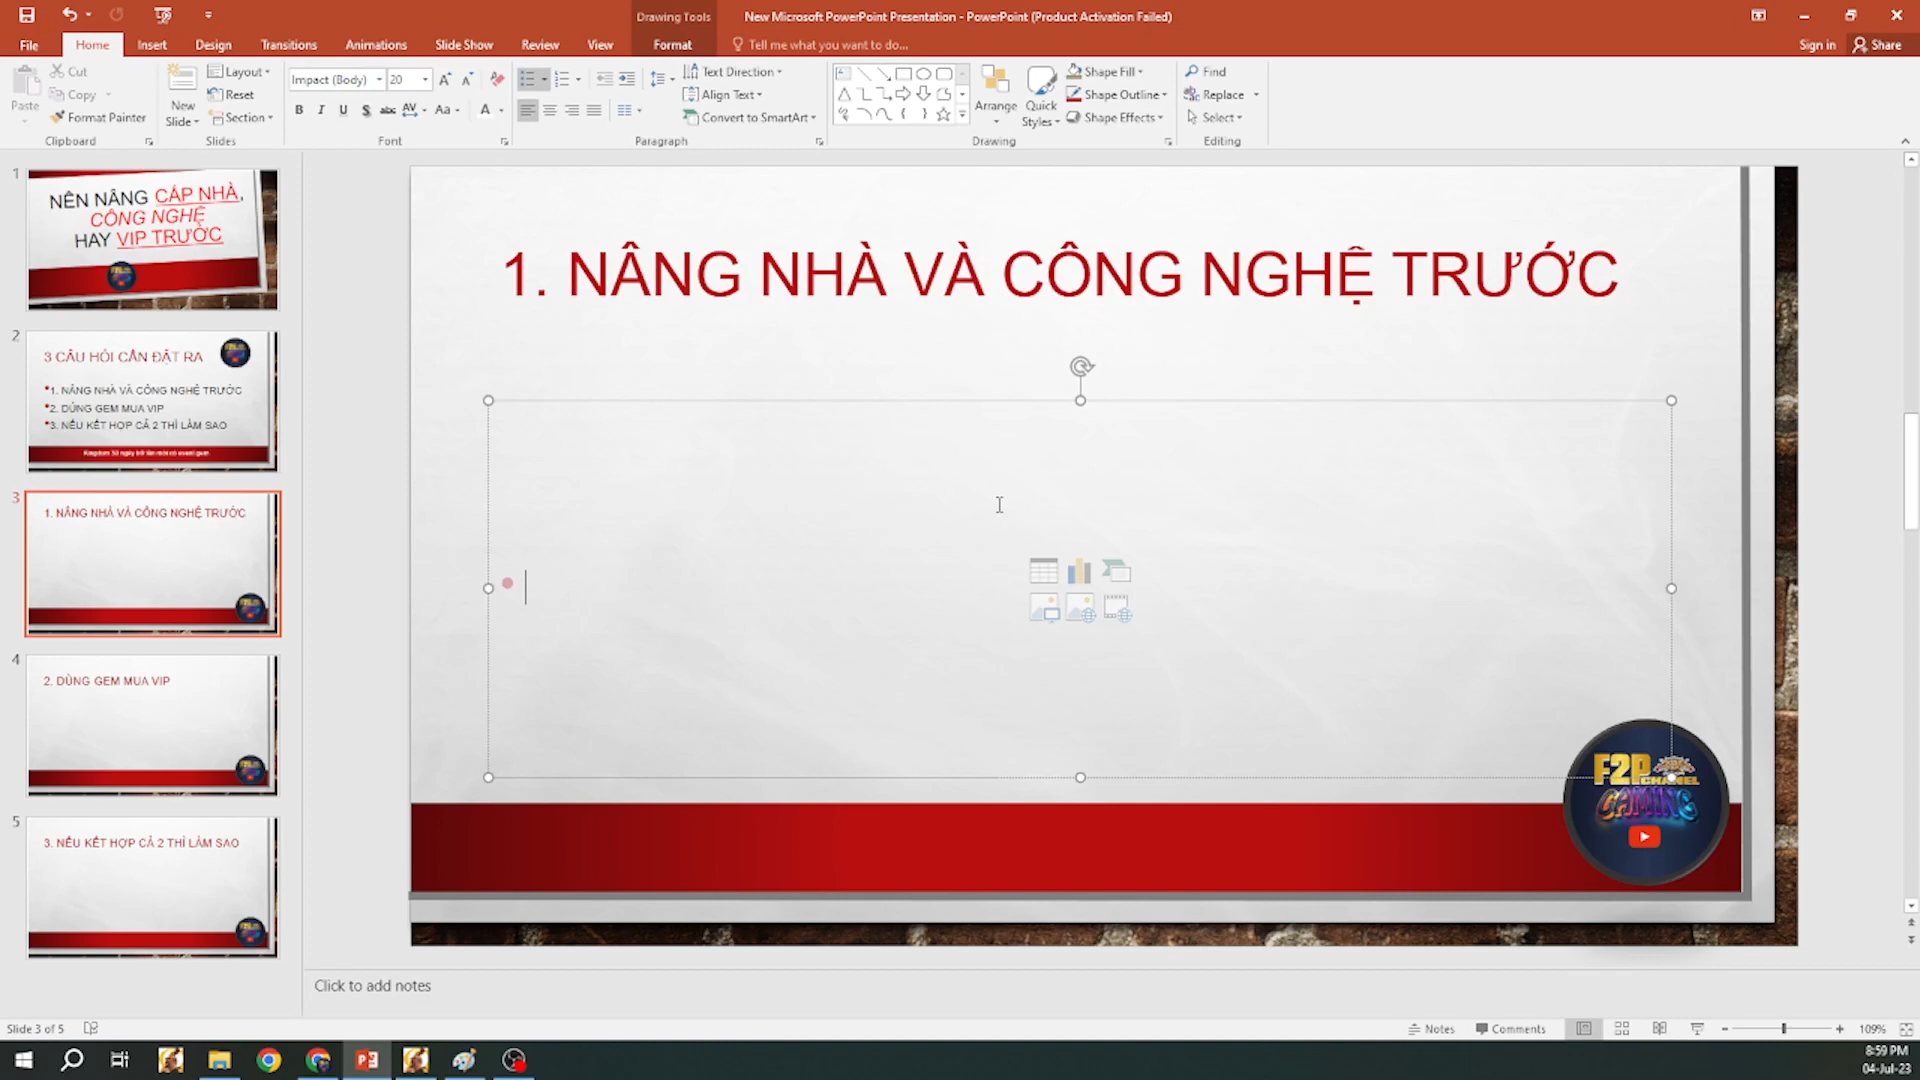 Drawing Tools
New Microsoft PowerPoint Presentation - PowerPoint (Product Activation Failed)
File
Home
Insert
Design
Transitions
Animations
Slide Show
Review
View
Format
Tell me what you want to do...
Sign in
Share
Paste
Cut
Copy
Format Painter
Clipboard
New Slide
Layout
Reset
Section
Slides
Impact (Body)
20
Font
Text Direction
Align Text
Convert to SmartArt
Paragraph
Arrange
Quick Styles
Shape Fill
Shape Outline
Shape Effects
Drawing
Find
Replace
Select
Editing
1
NÊN NÂNG CẤP NHÀ,
CÔNG NGHỆ
HAY VIP TRƯỚC
2
3 CÂU HỎI CẦN ĐẶT RA
1. NÂNG NHÀ VÀ CÔNG NGHỆ TRƯỚC
2. DÙNG GEM MUA VIP
3. NẾU KẾT HỢP CẢ 2 THÌ LÀM SAO
3
1. NÂNG NHÀ VÀ CÔNG NGHỆ TRƯỚC
4
2. DÙNG GEM MUA VIP
5
3. NẾU KẾT HỢP CẢ 2 THÌ LÀM SAO
1. NÂNG NHÀ VÀ CÔNG NGHỆ TRƯỚC
F2P
CHANEL
GAMING
Click to add notes
Slide 3 of 5
Notes
Comments
109%
8:59 PM
04-Jul-23